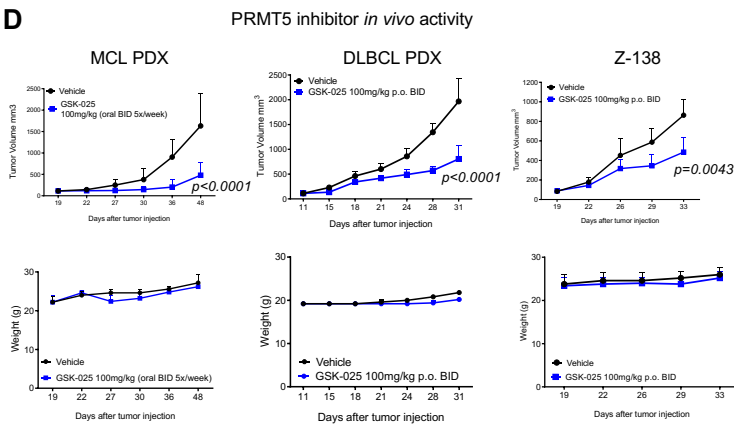 D
PRMT5 inhibitor in vivo activity
MCL PDX
2500
2000
1500
1000
500
0
Tumor Volume mm3
Vehicle
GSK-025
100mg/kg (oral BID 5x/week)
p<0.0001
19 22 27 30 36 48
Days after tumor injection
DLBCL PDX
2500
2000
1500
1000
500
0
Tumor Volume mm3
Vehicle
GSK-025 100mg/kg p.o. BID
p<0.0001
11 15 18 21 24 28 31
Days after tumor injection
Z-138
1200
1000
800
600
400
200
0
Tumor Volume mm3
Vehicle
GSK-025 100mg/kg p.o. BID
p=0.0043
19 22 26 29 33
Days after tumor injection
30
20
10
0
Weight (g)
Vehicle
GSK-025 100mg/kg (oral BID 5x/week)
19 22 27 30 36 48
Days after tumor injection
30
20
10
0
Weight (g)
Vehicle
GSK-025 100mg/kg p.o. BID
11 15 18 21 24 28 31
Days after tumor injection
30
20
10
0
Weight (g)
Vehicle
GSK-025 100mg/kg p.o. BID
19 22 26 29 33
Days after tumor injection